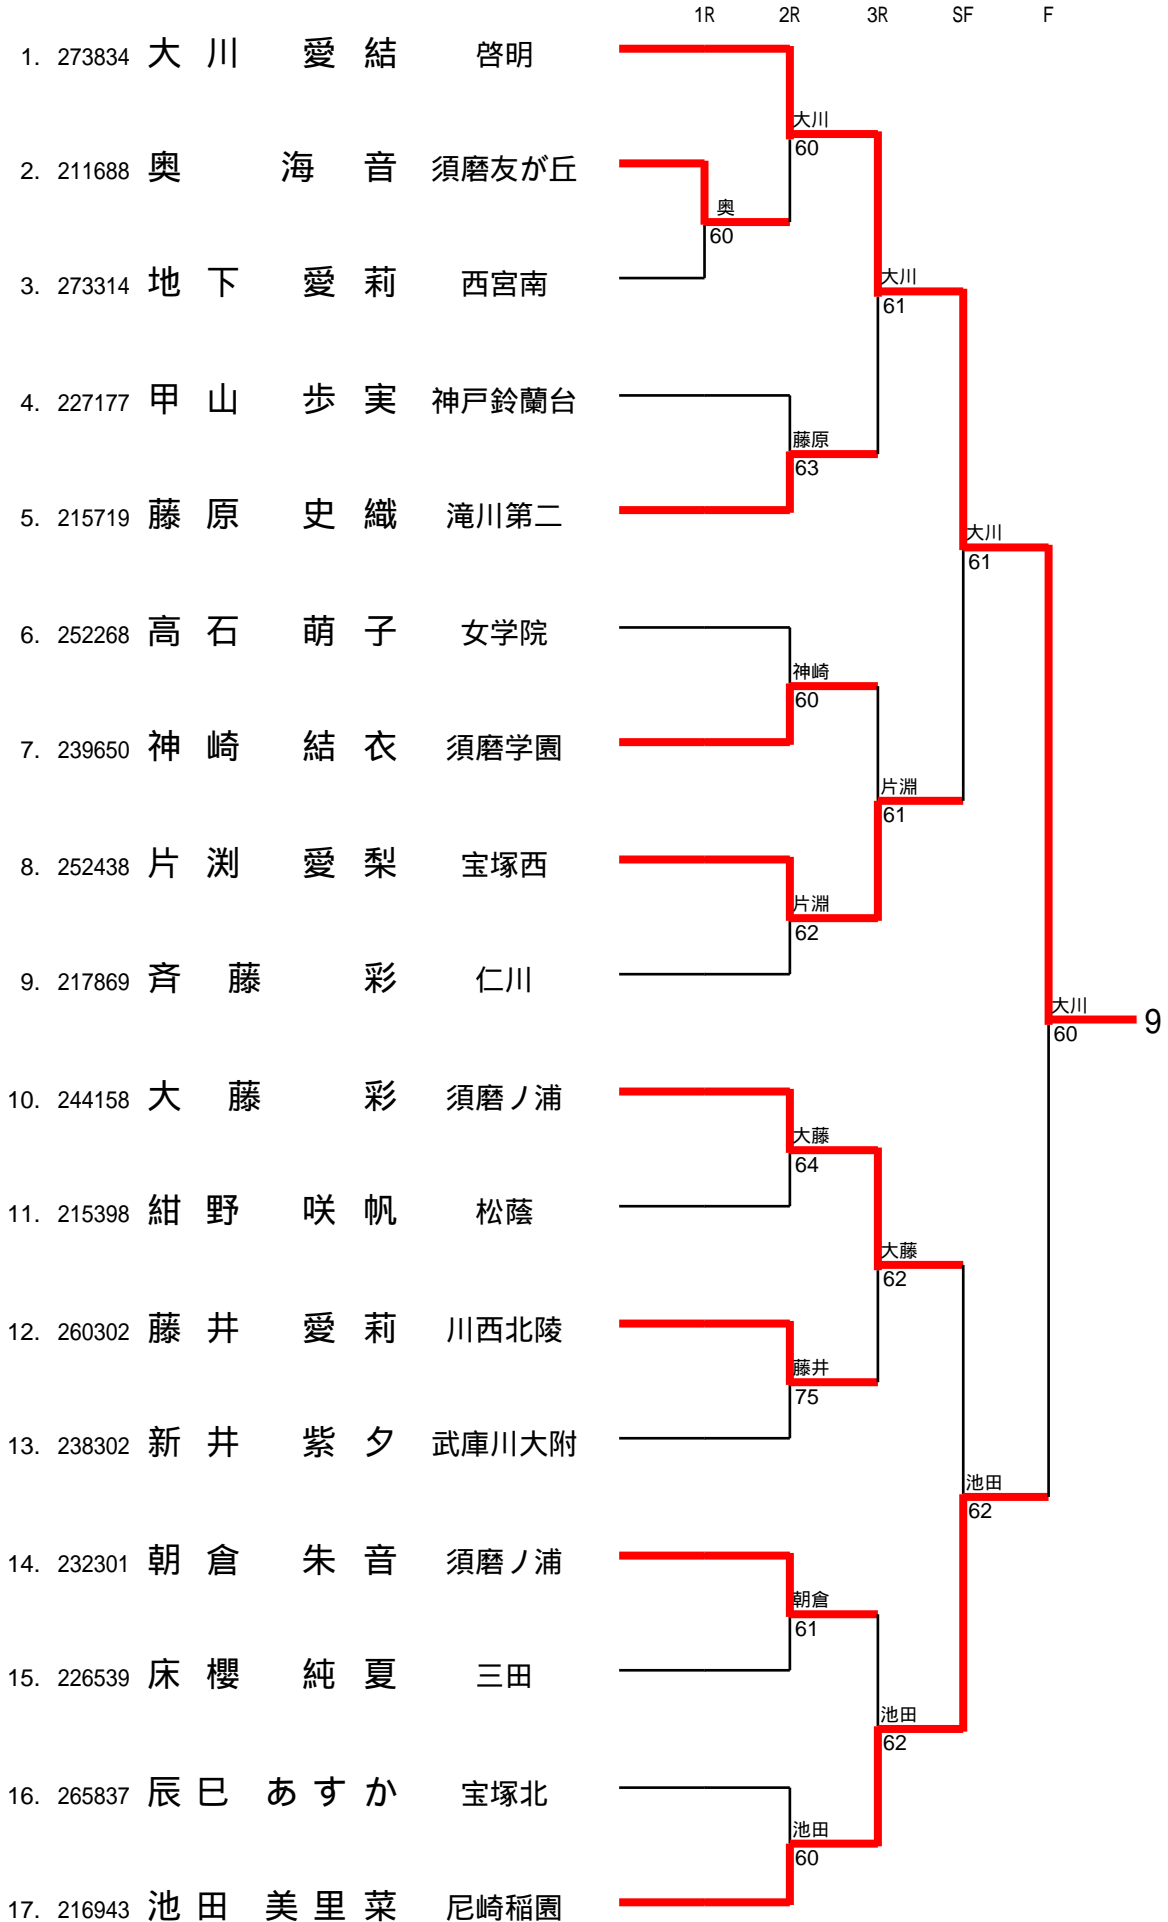 1R 2R 3R SF F
1. 273834 大川 愛結 啓明
大川
60
2. 211688 奥 海音 須磨友が丘
奥
60
3. 273314 地下 愛莉 西宮南
大川
61
4. 227177 甲山 歩実 神戸鈴蘭台
藤原
63
5. 215719 藤原 史織 滝川第二
大川
61
6. 252268 高石 萌子 女学院
神崎
60
7. 239650 神崎 結衣 須磨学園
片淵
61
8. 252438 片渕 愛梨 宝塚西
片淵
62
9. 217869 斉藤 彩 仁川
大川
60
9
10. 244158 大藤 彩 須磨ノ浦
大藤
64
11. 215398 紺野 咲帆 松蔭
大藤
62
12. 260302 藤井 愛莉 川西北陵
藤井
75
13. 238302 新井 紫夕 武庫川大附
池田
62
14. 232301 朝倉 朱音 須磨ノ浦
朝倉
61
15. 226539 床櫻 純夏 三田
池田
62
16. 265837 辰巳 あすか 宝塚北
池田
60
17. 216943 池田 美里菜 尼崎稲園